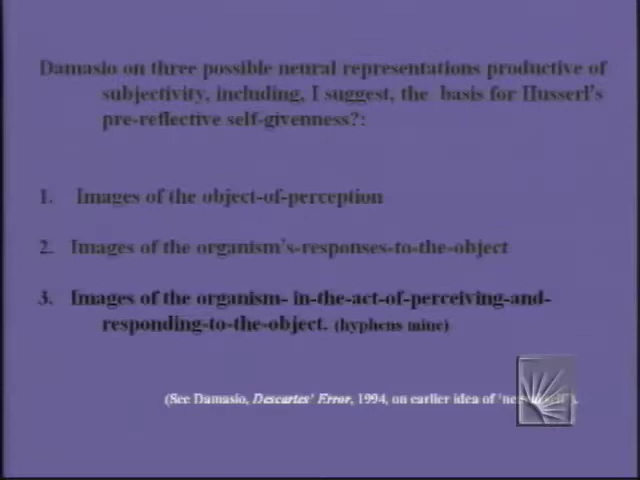 Damasio on three possible neural representations productive of
subjectivity, including, I suggest, the basis for Husserl's
pre-reflective self-givenness?:
1. Images of the object-of-perception
2. Images of the organism's-responses-to-the-object
3. Images of the organism- in-the-act-of-perceiving-and-
responding-to-the-object. (hyphens mine)
(See Damasio, Descartes' Error, 1994, on earlier idea of